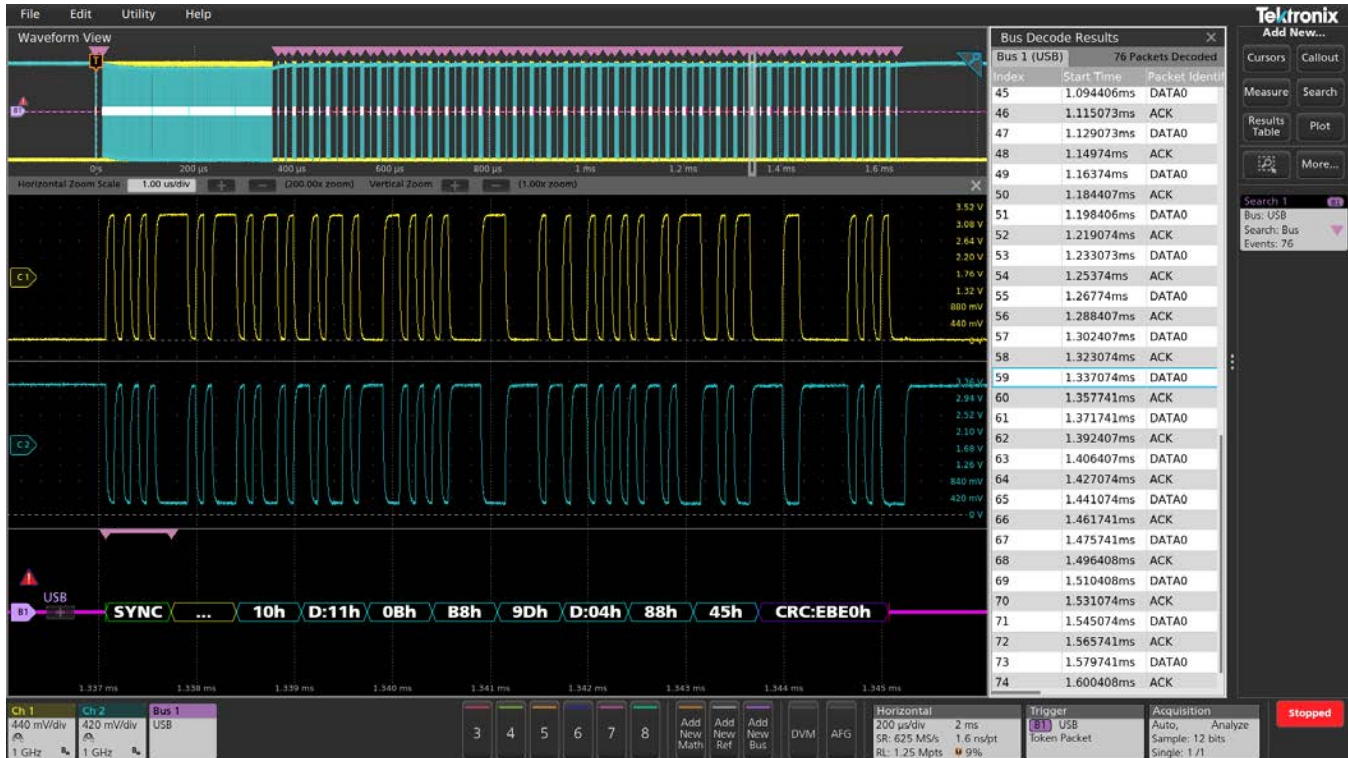 File Edit Utility Help
Tektronix
Waveform View
Add New...
Cursors Callout
Measure Search
Results Table Plot
More...
Search 1 B1
Bus: USB
Search: Bus
Events: 76
T
B1
0 s 200 µs 400 µs 600 µs 800 µs 1 ms 1.2 ms 1.4 ms 1.6 ms
Horizontal Zoom Scale 1.00 us/div + − (200.00x zoom) Vertical Zoom + − (1.00x zoom) ×
3.52 V
3.08 V
2.64 V
2.20 V
1.76 V
1.32 V
880 mV
440 mV
0 V
C1
3.36 V
2.94 V
2.52 V
2.10 V
1.68 V
1.26 V
840 mV
420 mV
0 V
C2
USB
B1 + SYNC ... 10h D:11h 0Bh B8h 9Dh D:04h 88h 45h CRC:EBE0h
1.337 ms 1.338 ms 1.339 ms 1.340 ms 1.341 ms 1.342 ms 1.343 ms 1.344 ms 1.345 ms
Bus Decode Results ×
Bus 1 (USB) 76 Packets Decoded
Index Start Time Packet Identif
45 1.094406ms DATA0
46 1.115073ms ACK
47 1.129073ms DATA0
48 1.14974ms ACK
49 1.16374ms DATA0
50 1.184407ms ACK
51 1.198406ms DATA0
52 1.219074ms ACK
53 1.233073ms DATA0
54 1.25374ms ACK
55 1.26774ms DATA0
56 1.288407ms ACK
57 1.302407ms DATA0
58 1.323074ms ACK
59 1.337074ms DATA0
60 1.357741ms ACK
61 1.371741ms DATA0
62 1.392407ms ACK
63 1.406407ms DATA0
64 1.427074ms ACK
65 1.441074ms DATA0
66 1.461741ms ACK
67 1.475741ms DATA0
68 1.496408ms ACK
69 1.510408ms DATA0
70 1.531074ms ACK
71 1.545074ms DATA0
72 1.565741ms ACK
73 1.579741ms DATA0
74 1.600408ms ACK
Ch 1
440 mV/div
1 GHz
Ch 2
420 mV/div
1 GHz
Bus 1
USB
3 4 5 6 7 8
Add New Math
Add New Ref
Add New Bus
DVM AFG
Horizontal
200 µs/div 2 ms
SR: 625 MS/s 1.6 ns/pt
RL: 1.25 Mpts 9%
Trigger
B1 USB
Token Packet
Acquisition
Auto, Analyze
Sample: 12 bits
Single: 1 /1
Stopped